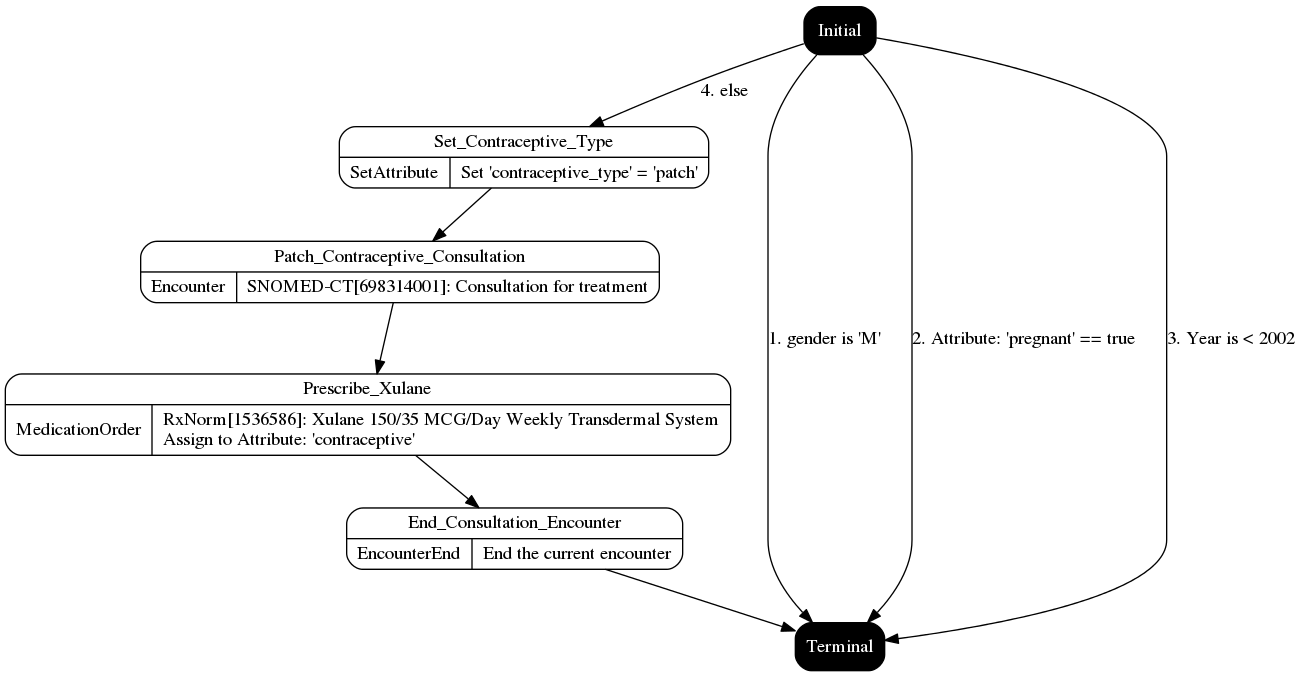 Initial
4. else
Set_Contraceptive_Type
SetAttribute
Set 'contraceptive_type' = 'patch'
Patch_Contraceptive_Consultation
Encounter
SNOMED-CT[698314001]: Consultation for treatment
1. gender is 'M'
2. Attribute: 'pregnant' == true
3. Year is < 2002
Prescribe_Xulane
MedicationOrder
RxNorm[1536586]: Xulane 150/35 MCG/Day Weekly Transdermal System
Assign to Attribute: 'contraceptive'
End_Consultation_Encounter
EncounterEnd
End the current encounter
Terminal